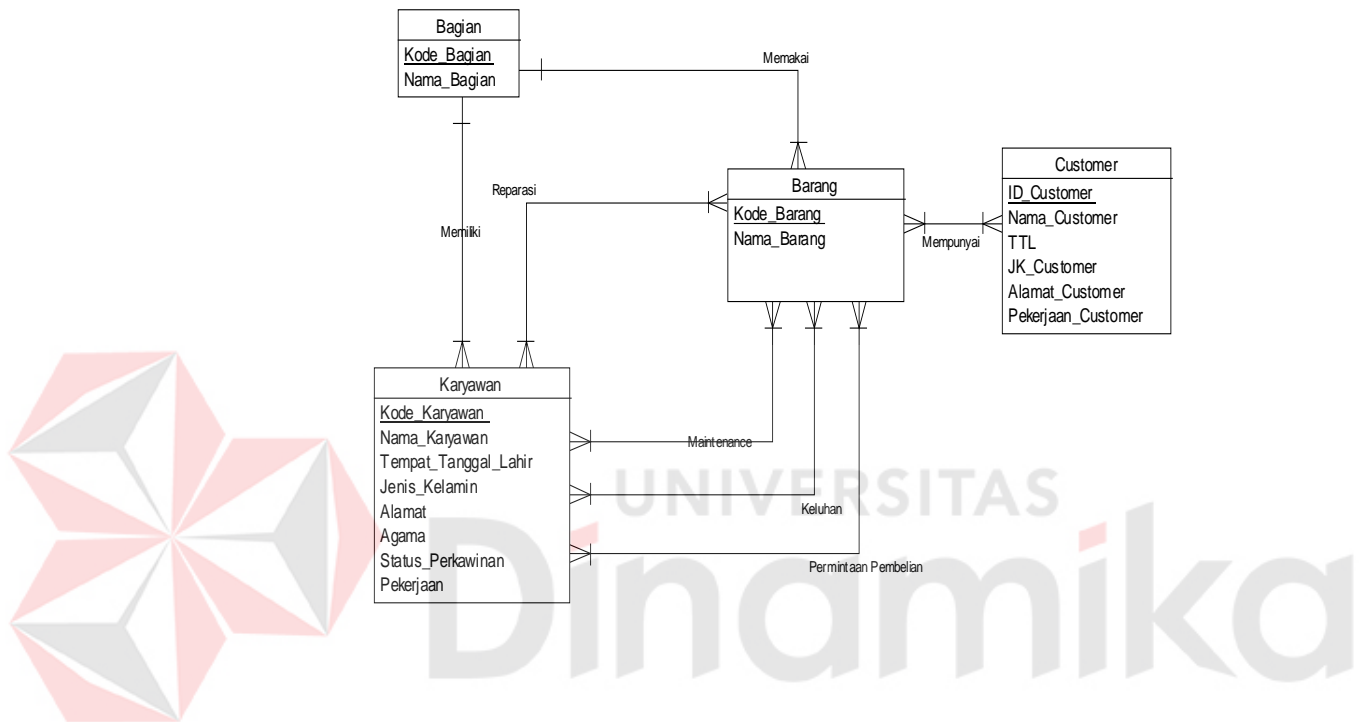 Bagian
Kode_Bagian
Nama_Bagian
Memakai
Customer
ID_Customer
Nama_Customer
TTL
JK_Customer
Alamat_Customer
Pekerjaan_Customer
Barang
Kode_Barang
Nama_Barang
Reparasi
Memiliki
Mempunyai
Karyawan
Kode_Karyawan
Nama_Karyawan
Tempat_Tanggal_Lahir
Jenis_Kelamin
Alamat
Agama
Status_Perkawinan
Pekerjaan
Maintenance
Keluhan
Permintaan Pembelian
UNIVERSITAS
Dinamika